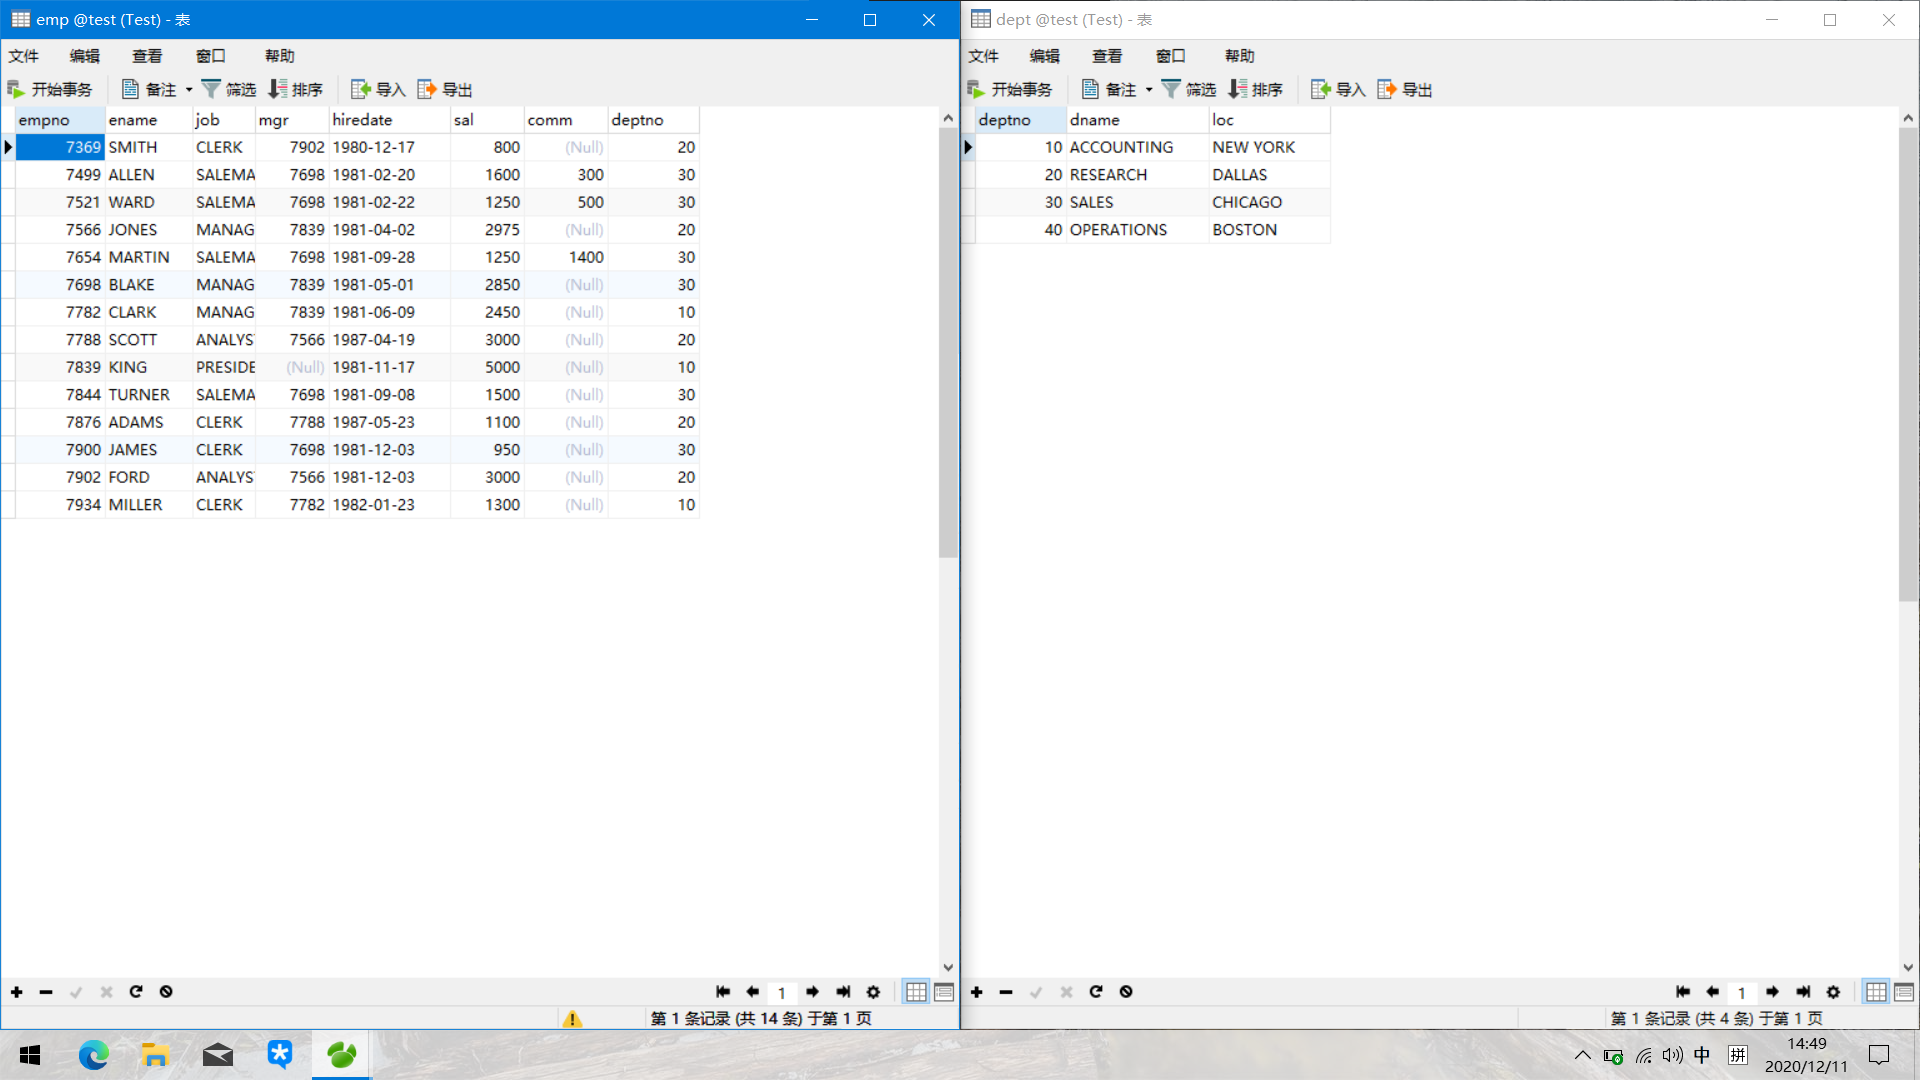 emp @test (Test) - 表
文件 编辑 查看 窗口 帮助
开始事务 备注 筛选 排序 导入 导出
empno ename job mgr hiredate sal comm deptno
7369 SMITH CLERK 7902 1980-12-17 800 (Null) 20
7499 ALLEN SALEMA 7698 1981-02-20 1600 300 30
7521 WARD SALEMA 7698 1981-02-22 1250 500 30
7566 JONES MANAG 7839 1981-04-02 2975 (Null) 20
7654 MARTIN SALEMA 7698 1981-09-28 1250 1400 30
7698 BLAKE MANAG 7839 1981-05-01 2850 (Null) 30
7782 CLARK MANAG 7839 1981-06-09 2450 (Null) 10
7788 SCOTT ANALYS 7566 1987-04-19 3000 (Null) 20
7839 KING PRESIDE (Null) 1981-11-17 5000 (Null) 10
7844 TURNER SALEMA 7698 1981-09-08 1500 (Null) 30
7876 ADAMS CLERK 7788 1987-05-23 1100 (Null) 20
7900 JAMES CLERK 7698 1981-12-03 950 (Null) 30
7902 FORD ANALYS 7566 1981-12-03 3000 (Null) 20
7934 MILLER CLERK 7782 1982-01-23 1300 (Null) 10
1
第 1 条记录 (共 14 条) 于第 1 页
dept @test (Test) - 表
文件 编辑 查看 窗口 帮助
开始事务 备注 筛选 排序 导入 导出
deptno dname loc
10 ACCOUNTING NEW YORK
20 RESEARCH DALLAS
30 SALES CHICAGO
40 OPERATIONS BOSTON
1
第 1 条记录 (共 4 条) 于第 1 页
中 拼 14:49
2020/12/11